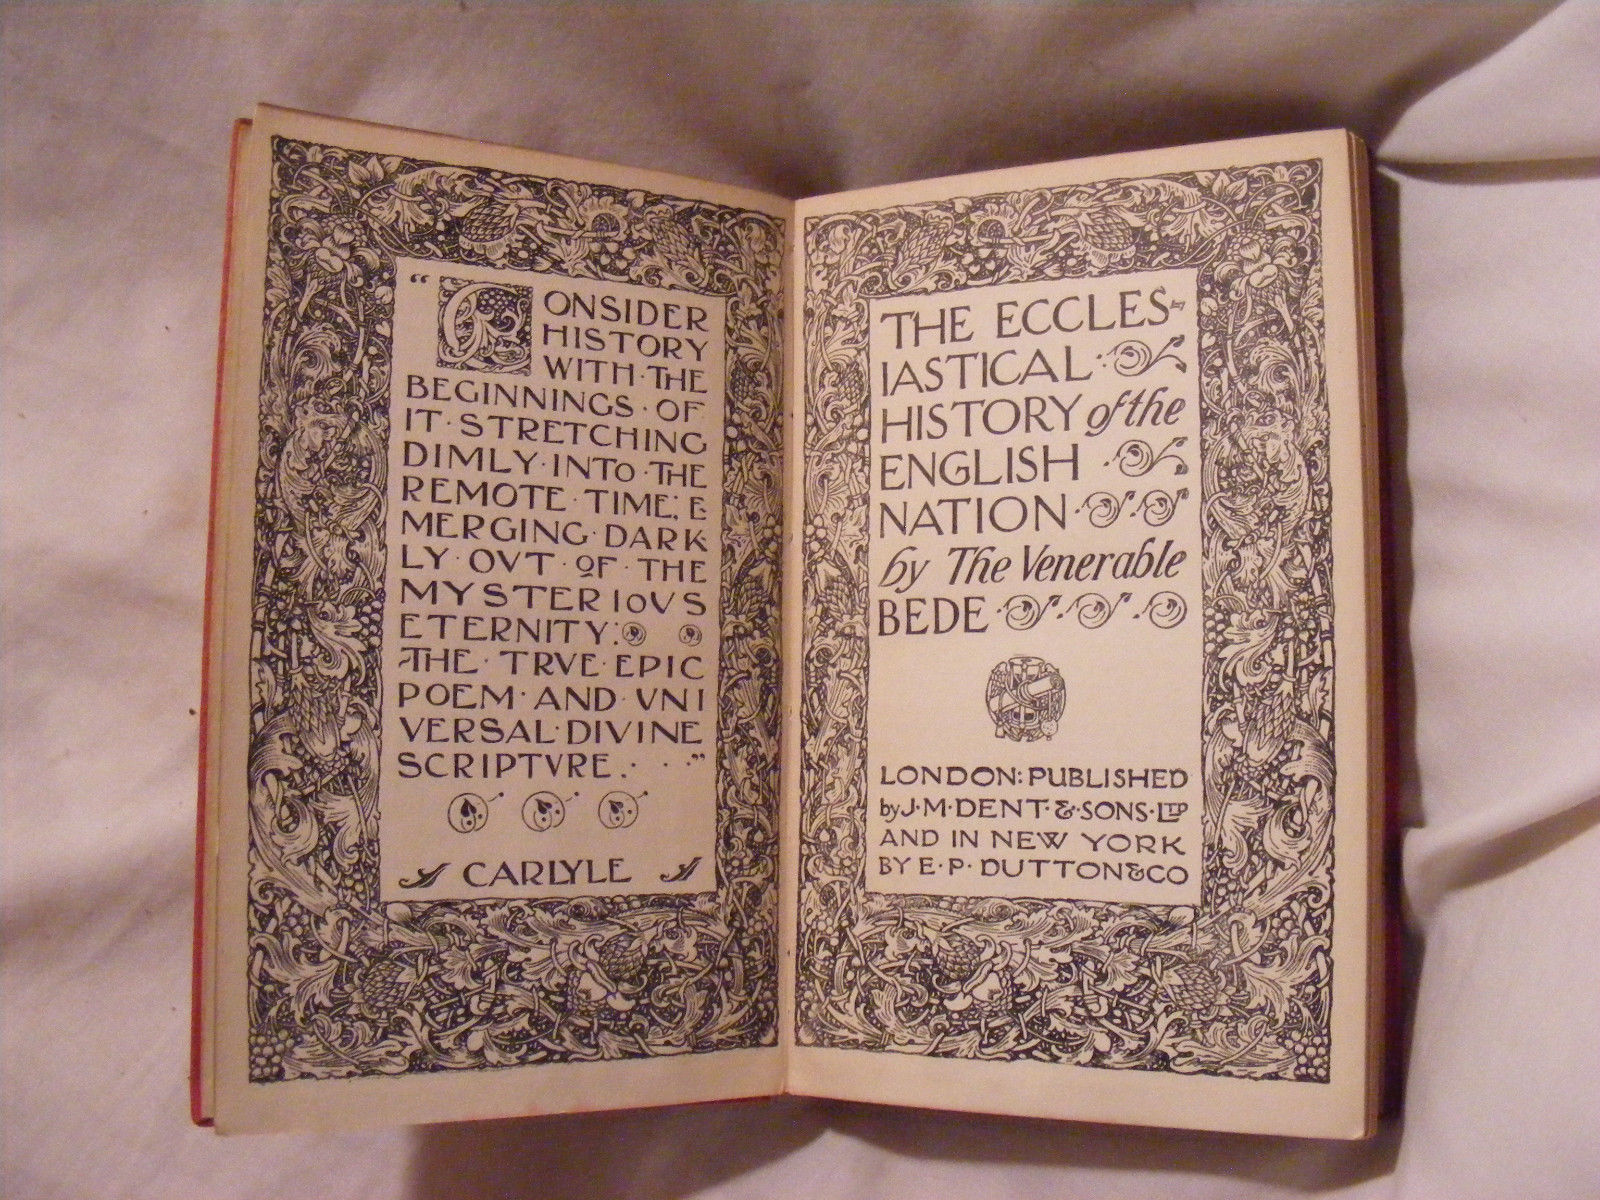 “CONSIDER
HISTORY
WITH·THE
BEGINNINGS·OF
IT·STRETCHING
DIMLY·INTO·THE
REMOTE·TIME; E-
MERGING·DARK-
LY·OVT·OF·THE
MYSTERIOVS
ETERNITY:
THE·TRVE·EPIC
POEM·AND·VNI
VERSAL·DIVINE
SCRIPTVRE. · · ·”
CARLYLE
THE ECCLES-
IASTICAL·
HISTORY of the
ENGLISH ·
NATION·
by The Venerable
BEDE·
LONDON: PUBLISHED
by J·M·DENT·&·SONS·LTD
AND IN NEW YORK
BY E·P·DUTTON&CO